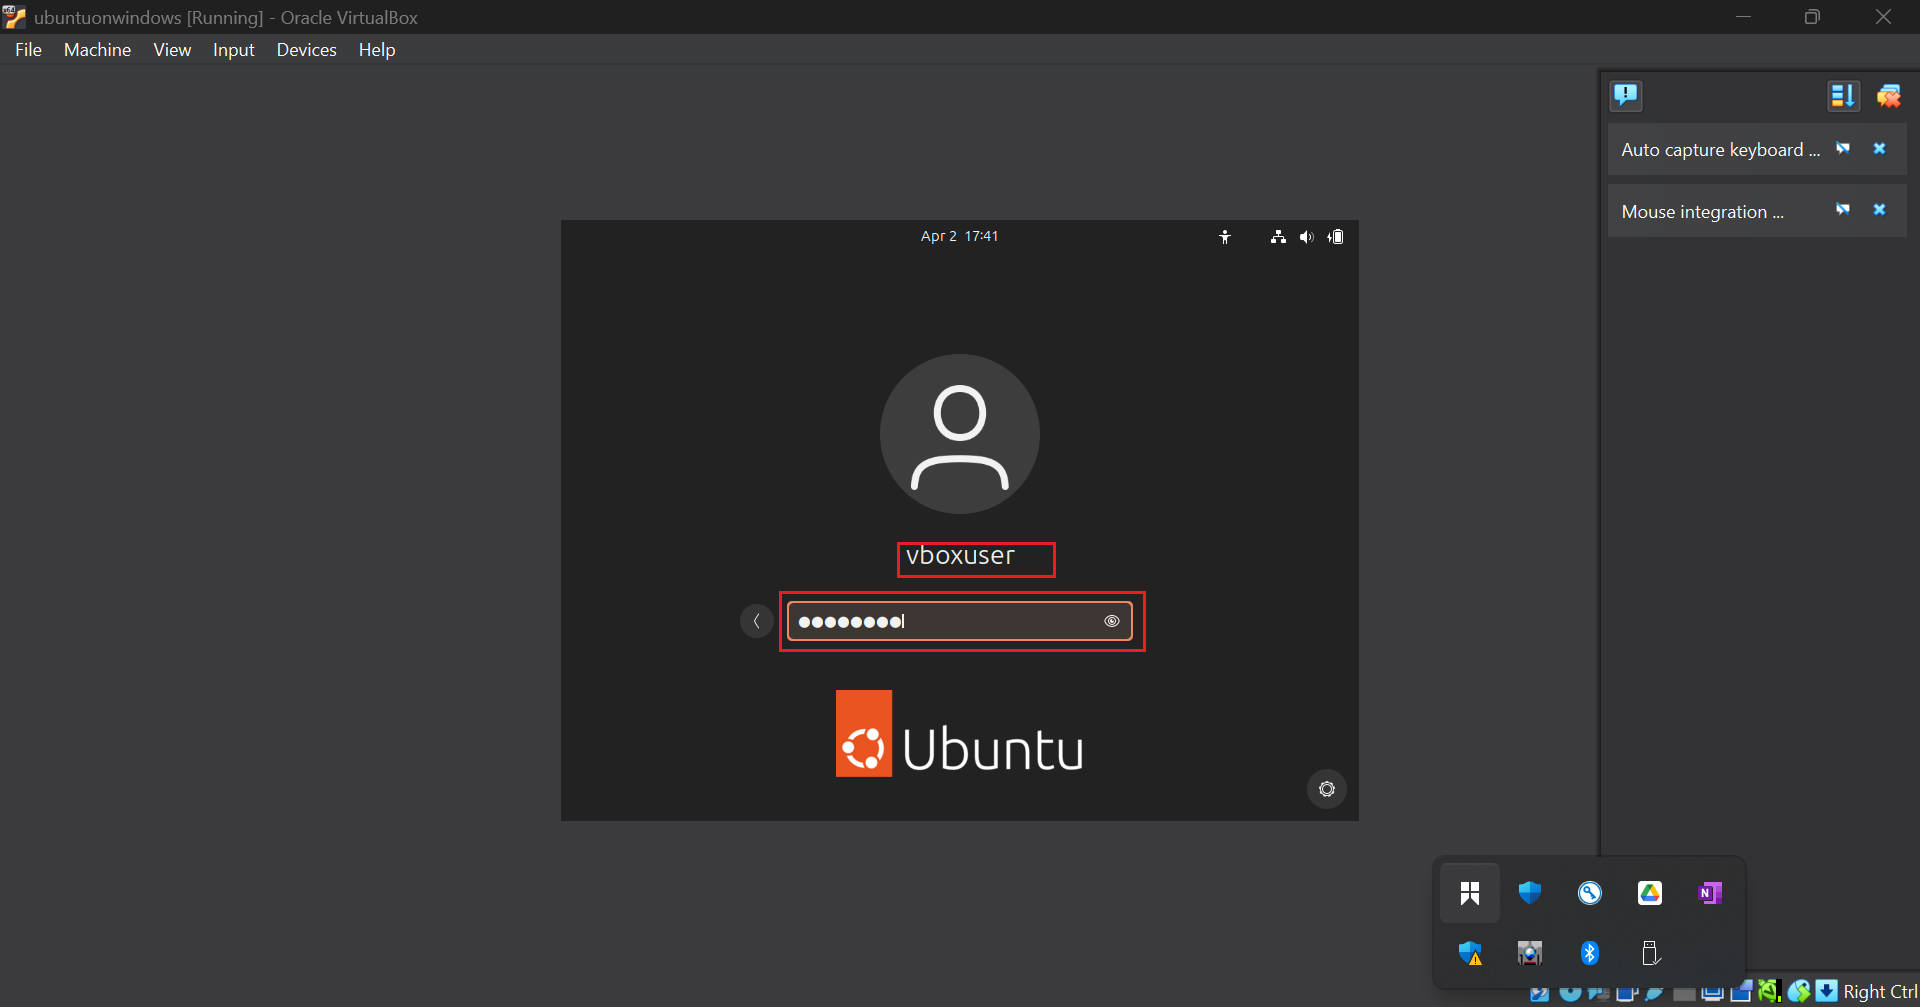 ubuntuonwindows [Running] - Oracle VirtualBox
File Machine View Input Devices Help
Auto capture keyboard ...
Mouse integration ...
Apr 2 17:41
vboxuser
Ubuntu
N
Right Ctrl